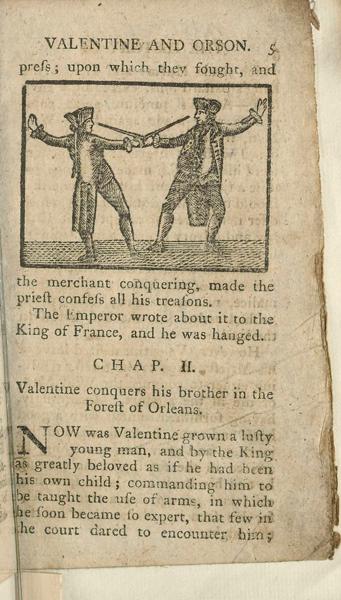 VALENTINE AND ORSON. 5
preſs; upon which they fought, and
the merchant conquering, made the
prieſt confeſs all his treaſons.
The Emperor wrote about it to the
King of France, and he was hanged.
CHAP. II.
Valentine conquers his brother in the
Foreſt of Orleans.
NOW was Valentine grown a luſty
young man, and by the King
as greatly beloved as if he had been
his own child; commanding him to
be taught the uſe of arms, in which
he ſoon became ſo expert, that few in
the court dared to encounter him;